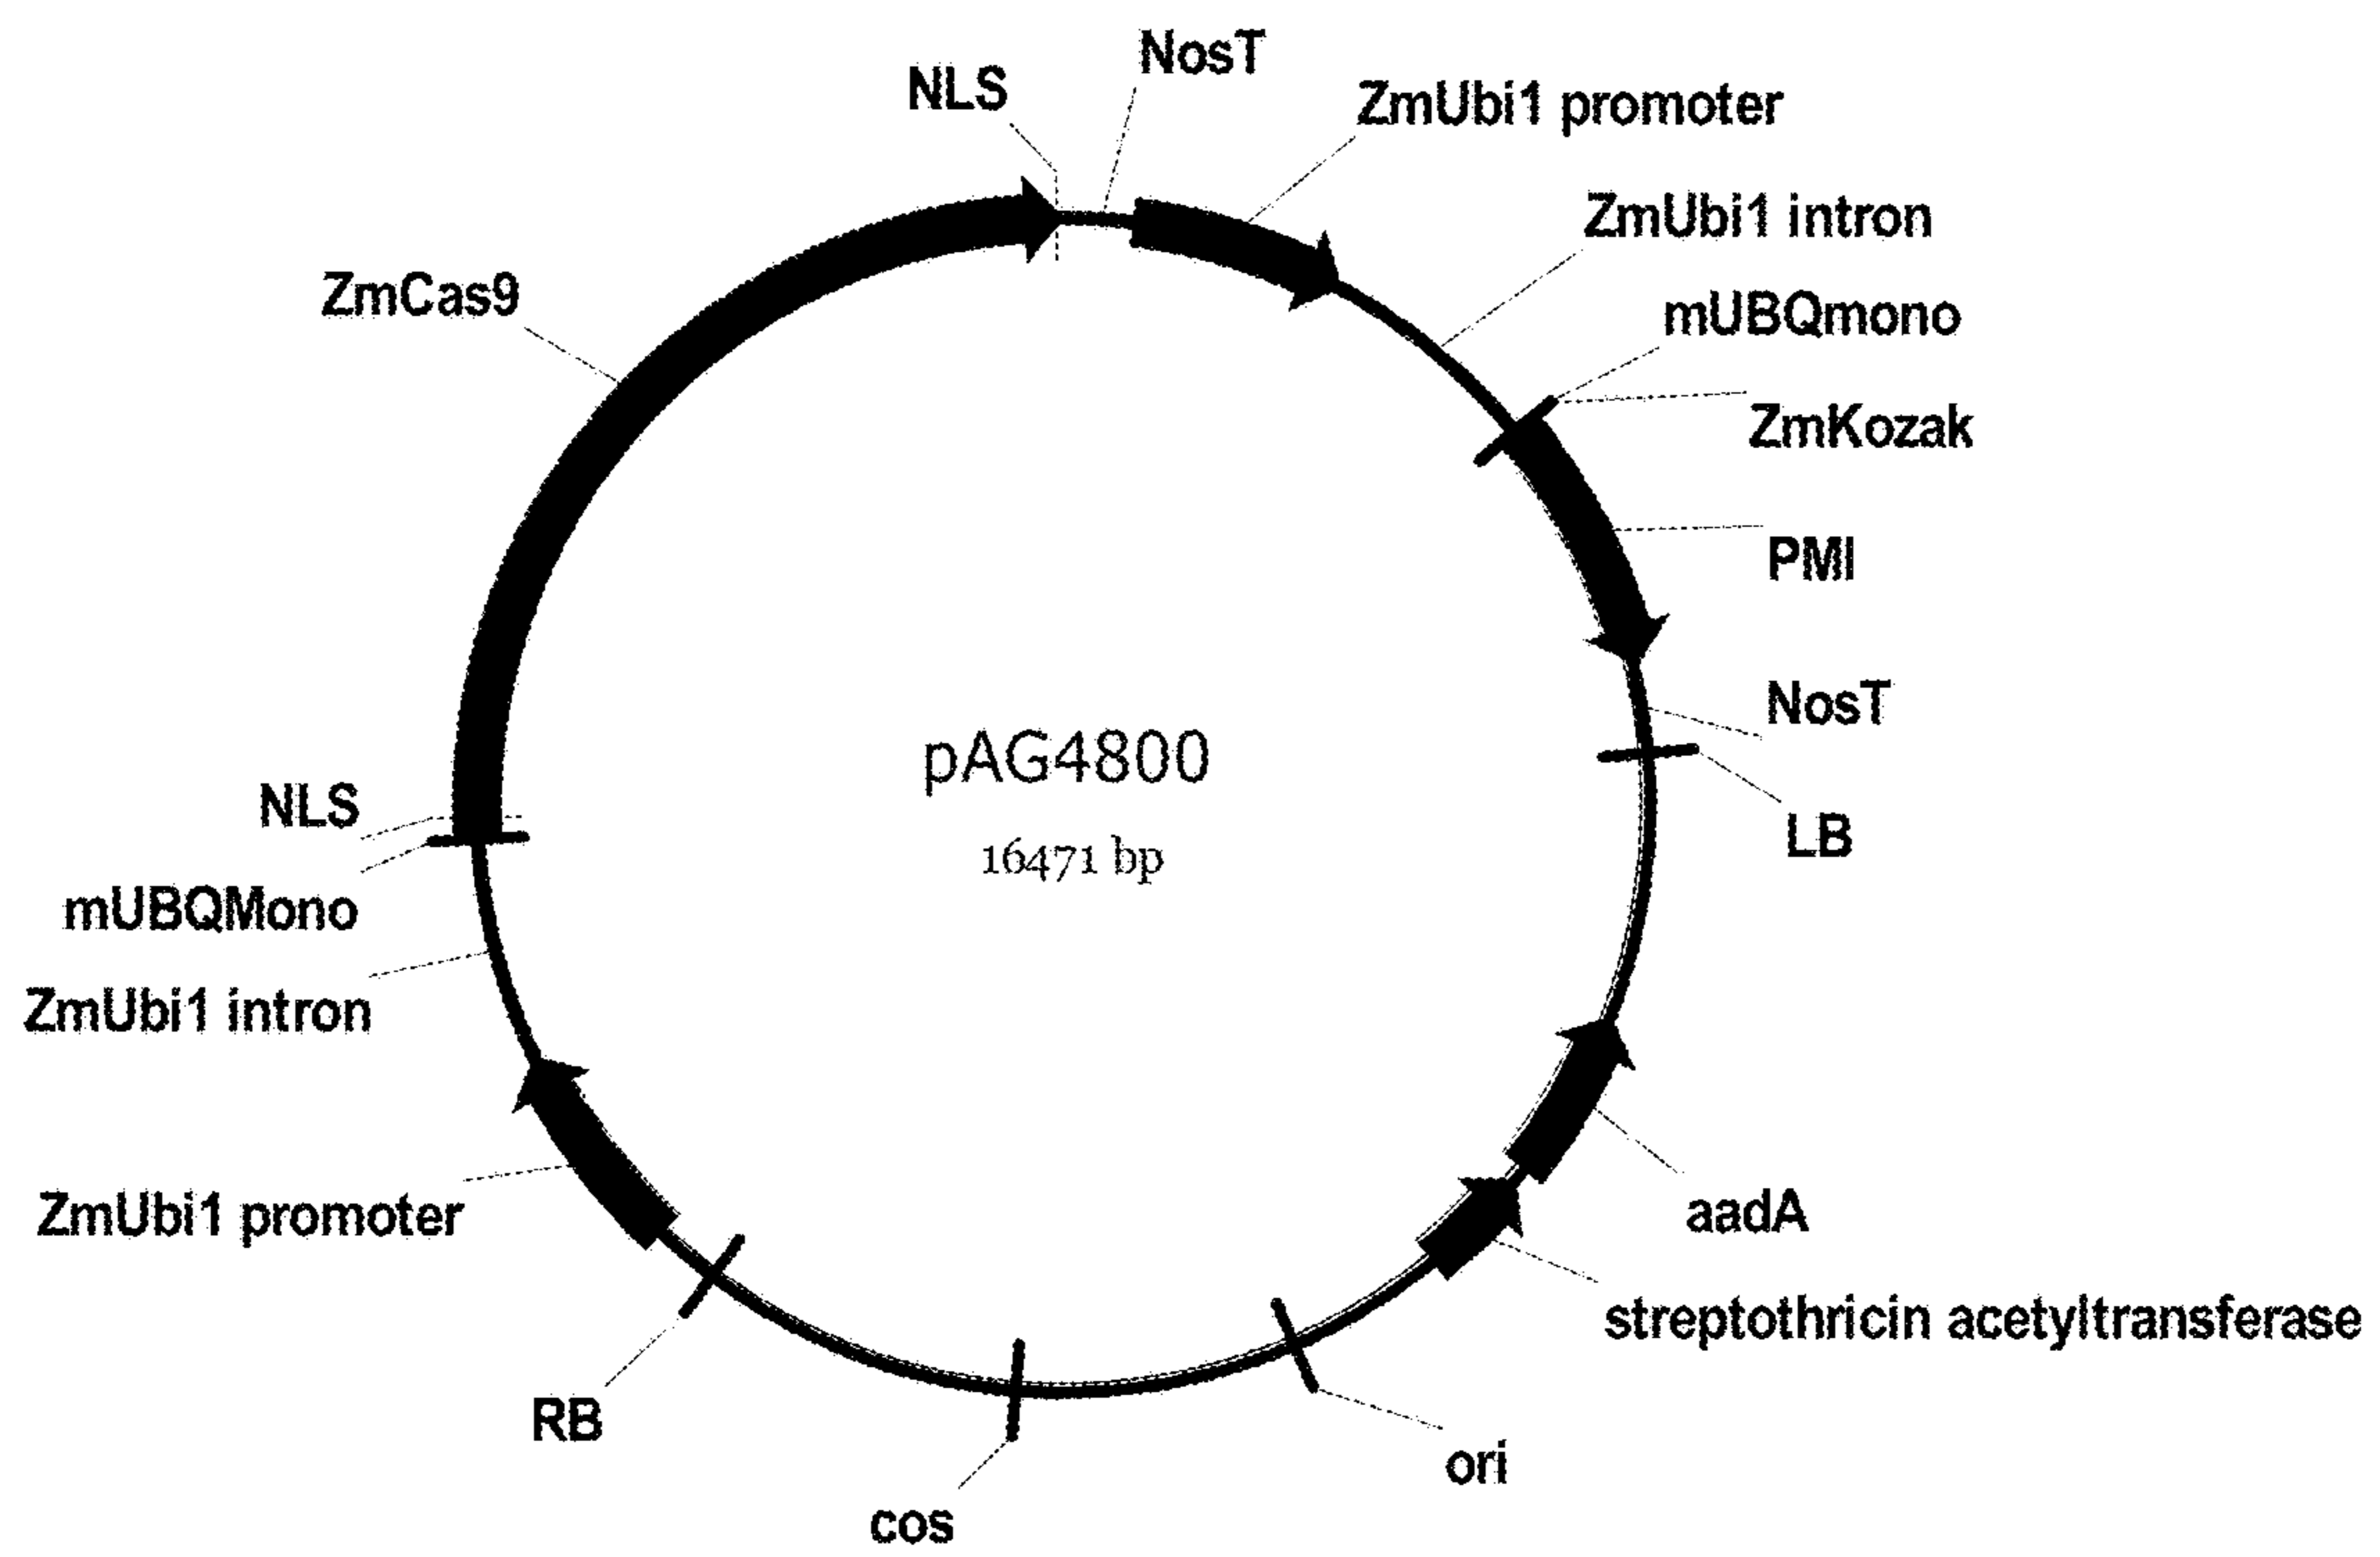 NosT
NLS
ZmUbi1 promoter
ZmUbi1 intron
ZmCas9
mUBQmono
ZmKozak
PMI
NosT
pAG4800
NLS
LB
16471 bp
mUBQMono
ZmUbi1 intron
aadA
ZmUbi1 promoter
streptothricin acetyltransferase
RB
ori
cos